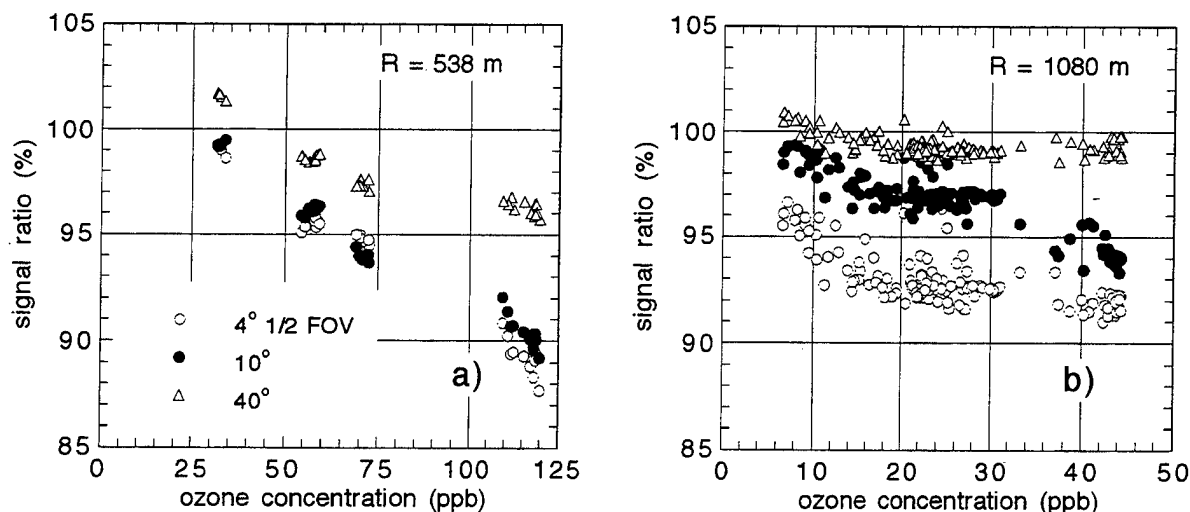 105
100
95
90
85
signal ratio (%)
R = 538 m
○ 4° 1/2 FOV
● 10°
△ 40°
a)
0 25 50 75 100 125
ozone concentration (ppb)
105
100
95
90
85
signal ratio (%)
R = 1080 m
b)
0 10 20 30 40 50
ozone concentration (ppb)